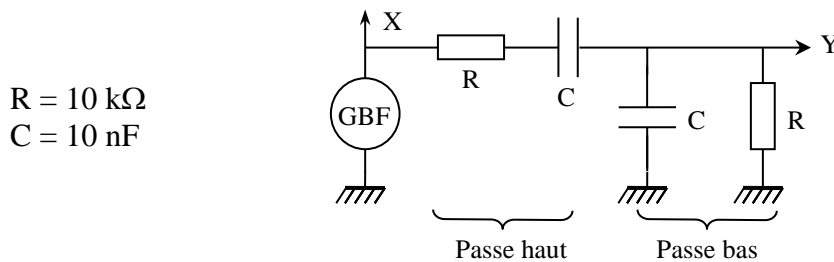 X
Y
R
C
R = 10 kΩ
C = 10 nF
GBF
C
R
Passe haut
Passe bas